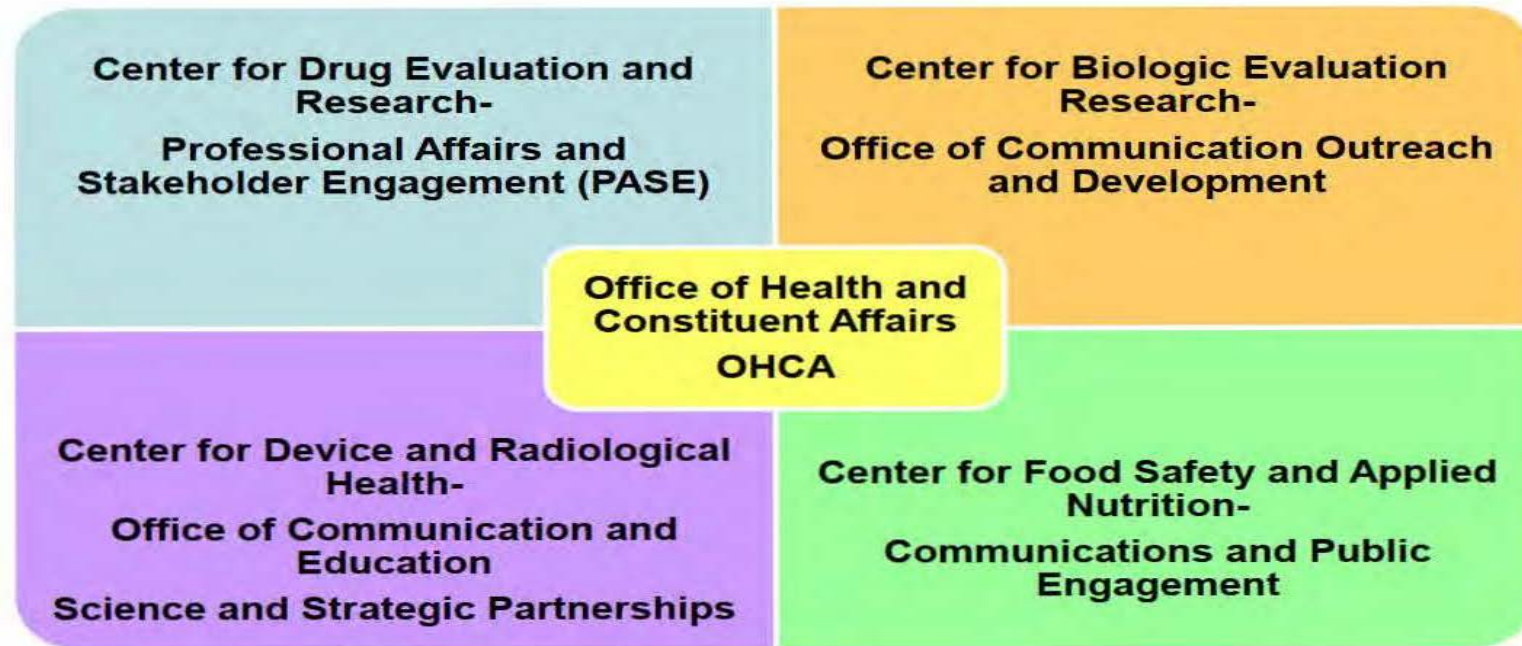 Center for Drug Evaluation and
Research-
Professional Affairs and
Stakeholder Engagement (PASE)
Center for Biologic Evaluation
Research-
Office of Communication Outreach
and Development
Office of Health and
Constituent Affairs
OHCA
Center for Device and Radiological
Health-
Office of Communication and
Education
Science and Strategic Partnerships
Center for Food Safety and Applied
Nutrition-
Communications and Public
Engagement